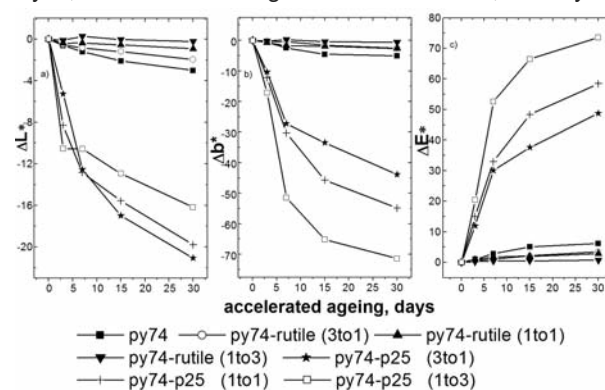 ΔL*
0
-4
-8
-12
-16
-20
a)
0 5 10 15 20 25 30
Δb*
0
-10
-20
-30
-40
-50
-60
-70
b)
0 5 10 15 20 25 30
ΔE*
80
70
60
50
40
30
20
10
0
c)
0 5 10 15 20 25 30
accelerated ageing, days
py74 py74-rutile (3to1) py74-rutile (1to1)
py74-rutile (1to3) py74-p25 (3to1)
py74-p25 (1to1) py74-p25 (1to3)